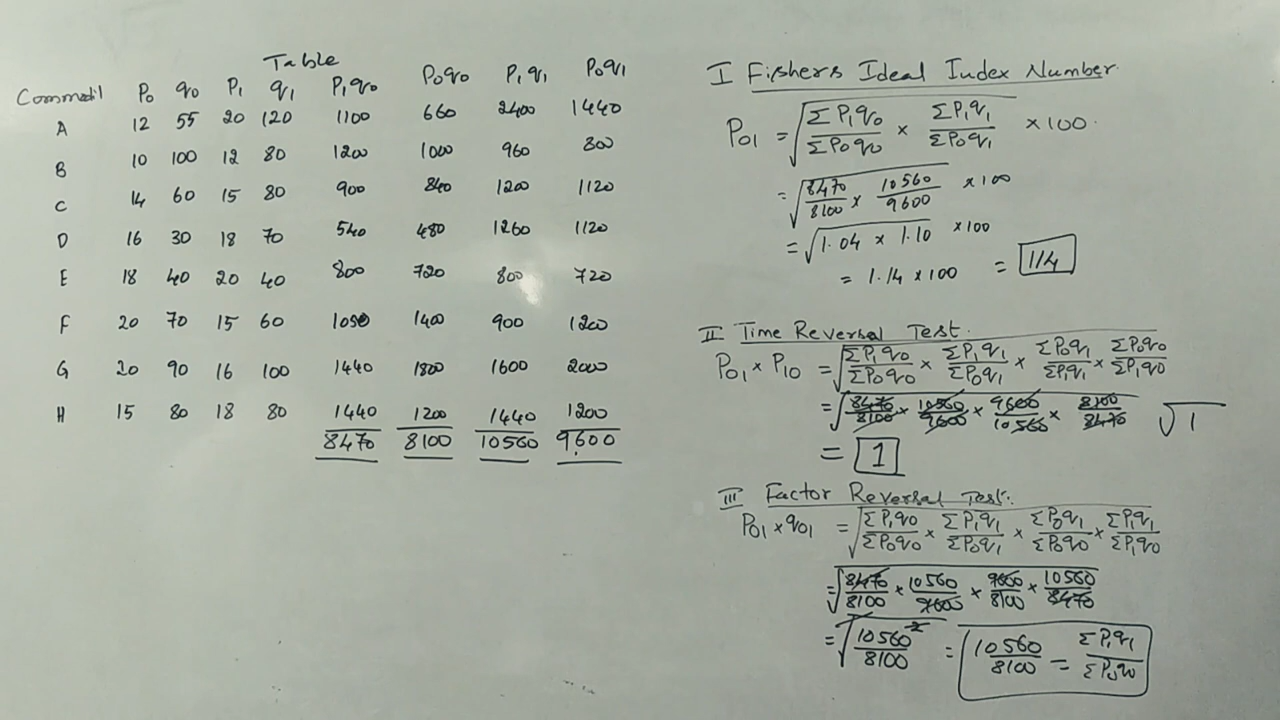 Table
Commodil P₀ q₀ P₁ q₁ P₁q₀ P₀q₀ P₁q₁ P₀q₁
A 12 55 20 120 1100 660 2400 1440
B 10 100 12 80 1200 1000 960 800
C 14 60 15 80 900 840 1200 1120
D 16 30 18 70 540 480 1260 1120
E 18 40 20 40 800 720 800 720
F 20 70 15 60 1050 1400 900 1200
G 20 90 16 100 1440 1800 1600 2000
H 15 80 18 80 1440 1200 1440 1200
8470 8100 10560 9600
I Fishers Ideal Index Number.
P₀₁ = √(ΣP₁q₀/ΣP₀q₀ × ΣP₁q₁/ΣP₀q₁) × 100.
= √(8470/8100 × 10560/9600) × 100
= √(1.04 × 1.10) × 100
= 1.14 × 100 = 114
II Time Reversal Test.
P₀₁ × P₁₀ = √(ΣP₁q₀/ΣP₀q₀ × ΣP₁q₁/ΣP₀q₁ × ΣP₀q₁/ΣP₁q₁ × ΣP₀q₀/ΣP₁q₀)
= √(8470/8100 × 10560/9600 × 9600/10560 × 8100/8470) √1
= 1
III Factor Reversal Test.
P₀₁ × q₀₁ = √(ΣP₁q₀/ΣP₀q₀ × ΣP₁q₁/ΣP₀q₁ × ΣP₀q₁/ΣP₀q₀ × ΣP₁q₁/ΣP₁q₀)
= √(8470/8100 × 10560/9600 × 9600/8100 × 10560/8470)
= √(10560/8100)² = 10560/8100 = ΣP₁q₁/ΣP₀q₀